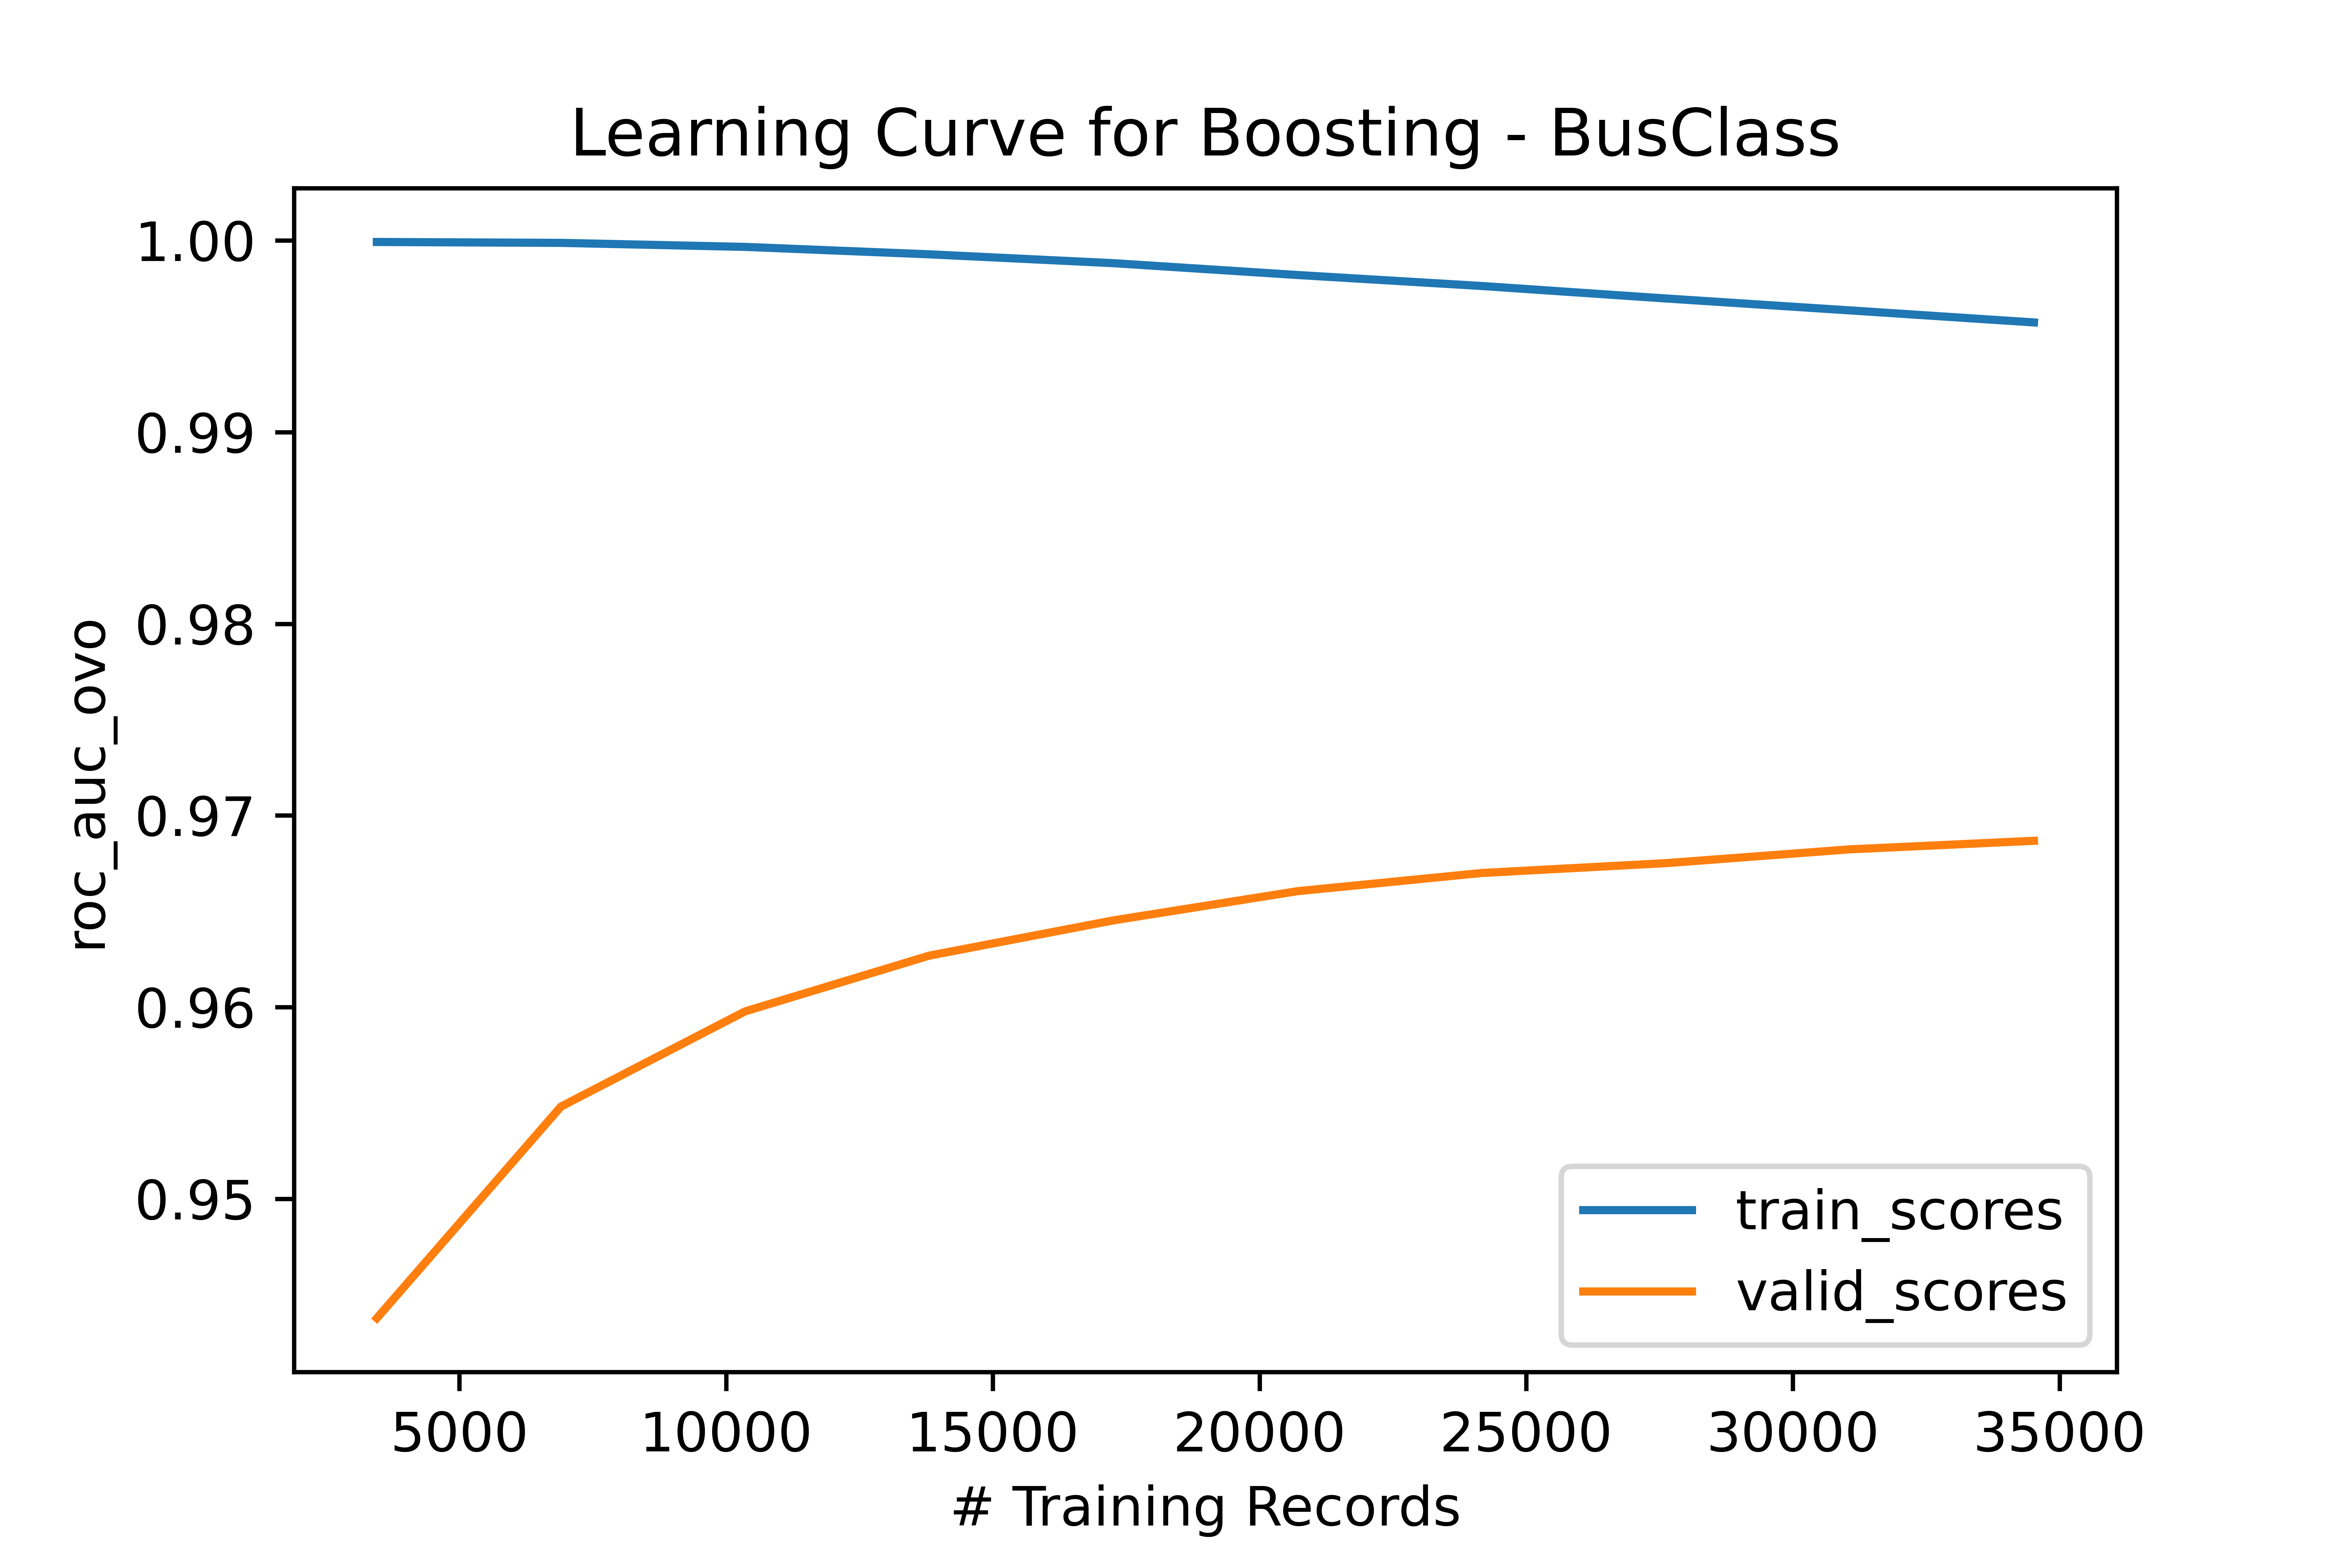 Learning Curve for Boosting - BusClass
1.00
0.99
0.98
0.97
0.96
0.95
roc_auc_ovo
train_scores
valid_scores
5000 10000 15000 20000 25000 30000 35000
# Training Records